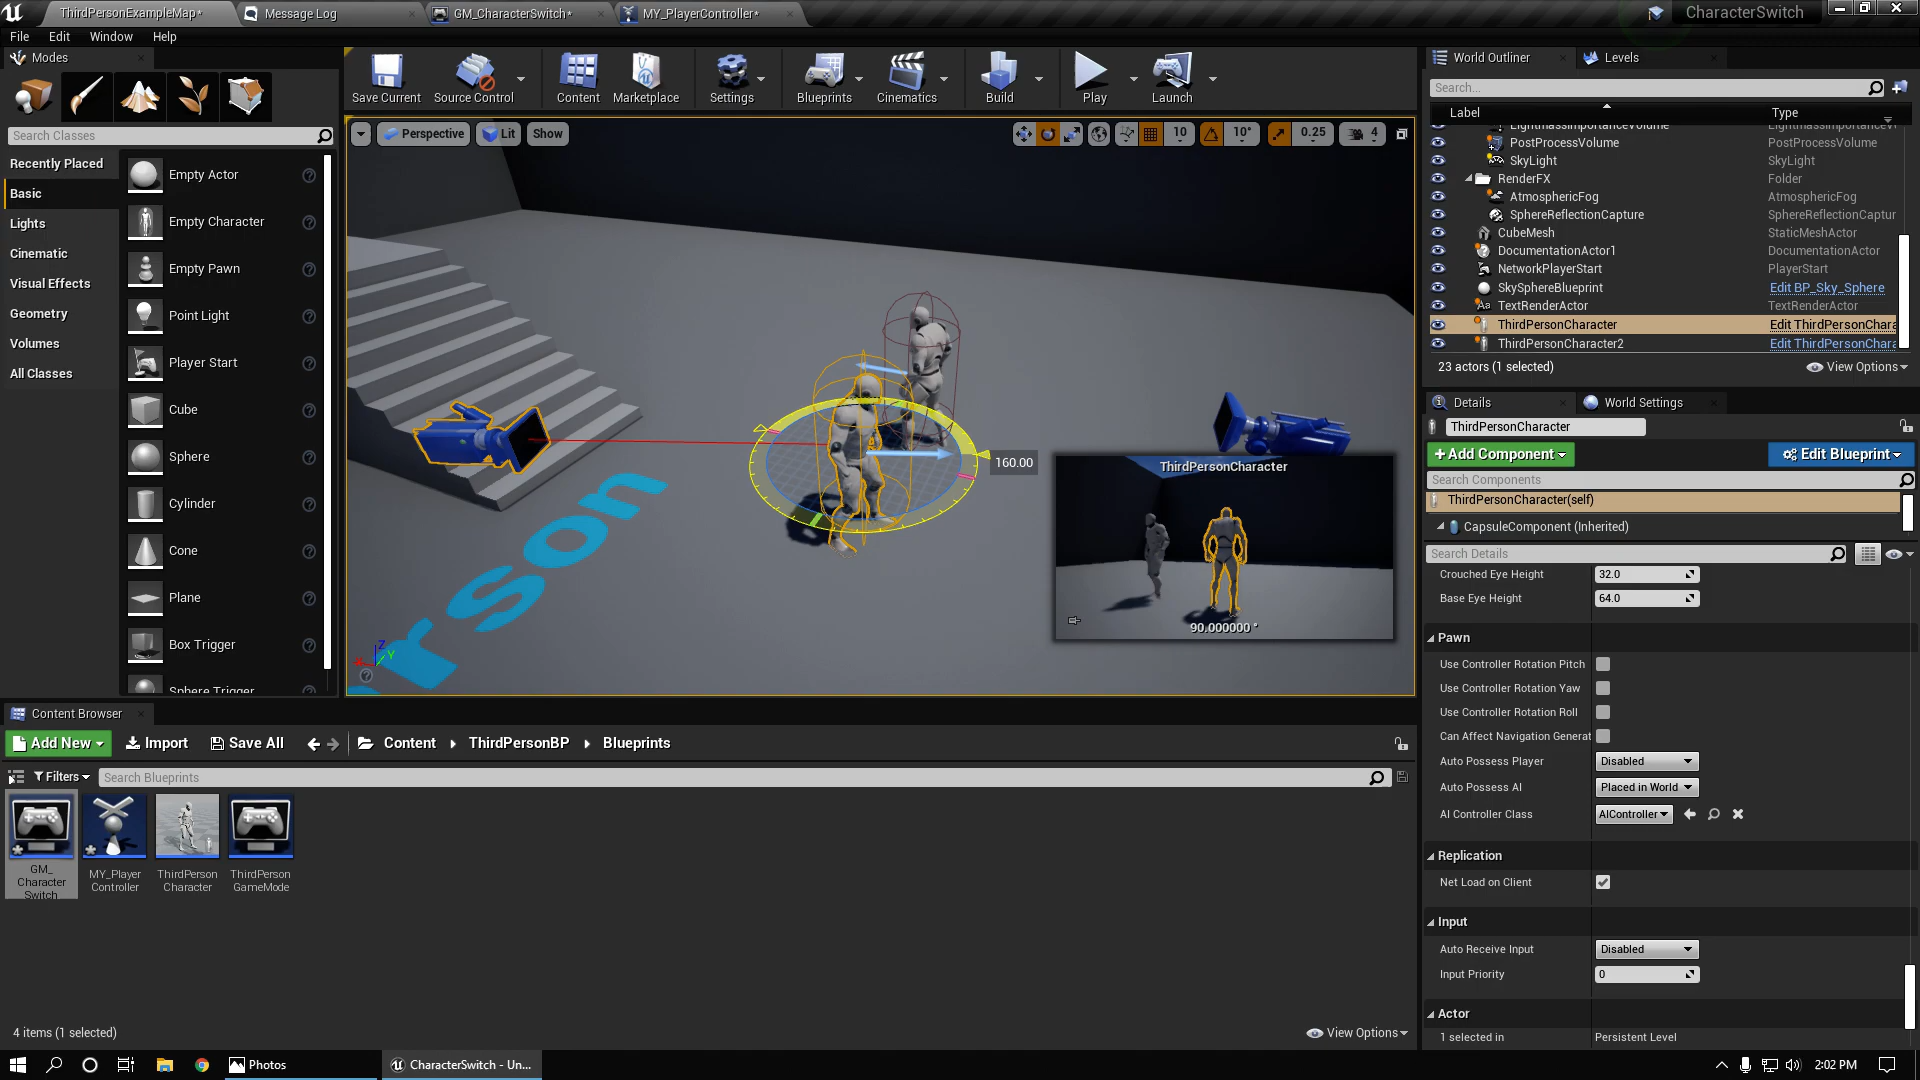 ThirdPersonExampleMap*
Message Log
GM_CharacterSwitch*
MY_PlayerController*
CharacterSwitch
File Edit Window Help
Modes
Save Current
Source Control
Content
Marketplace
Settings
Blueprints
Cinematics
Build
Play
Launch
Search Classes
Recently Placed
Basic
Lights
Cinematic
Visual Effects
Geometry
Volumes
All Classes
Empty Actor
Empty Character
Empty Pawn
Point Light
Player Start
Cube
Sphere
Cylinder
Cone
Plane
Box Trigger
Sphere Trigger
Perspective Lit Show
10 10° 0.25 4
160.00
ThirdPersonCharacter
90.000000 °
rson
Z
Y
World Outliner Levels
Search...
Label Type
LightmassImportanceVolume LightmassImportanceV
PostProcessVolume PostProcessVolume
SkyLight SkyLight
RenderFX Folder
AtmosphericFog AtmosphericFog
SphereReflectionCapture SphereReflectionCaptur
CubeMesh StaticMeshActor
DocumentationActor1 DocumentationActor
NetworkPlayerStart PlayerStart
SkySphereBlueprint Edit BP_Sky_Sphere
TextRenderActor TextRenderActor
ThirdPersonCharacter Edit ThirdPersonChara
ThirdPersonCharacter2 Edit ThirdPersonChara
23 actors (1 selected) View Options
Details World Settings
ThirdPersonCharacter
Add Component Edit Blueprint
Search Components
ThirdPersonCharacter(self)
CapsuleComponent (Inherited)
Search Details
Crouched Eye Height 32.0
Base Eye Height 64.0
Pawn
Use Controller Rotation Pitch
Use Controller Rotation Yaw
Use Controller Rotation Roll
Can Affect Navigation Generat
Auto Possess Player Disabled
Auto Possess AI Placed in World
AI Controller Class AIController
Replication
Net Load on Client
Input
Auto Receive Input Disabled
Input Priority 0
Actor
1 selected in Persistent Level
Content Browser
Add New Import Save All Content ThirdPersonBP Blueprints
Filters Search Blueprints
GM_
Character
Switch
MY_Player
Controller
ThirdPerson
Character
ThirdPerson
GameMode
4 items (1 selected) View Options
Photos
CharacterSwitch - Un...
2:02 PM